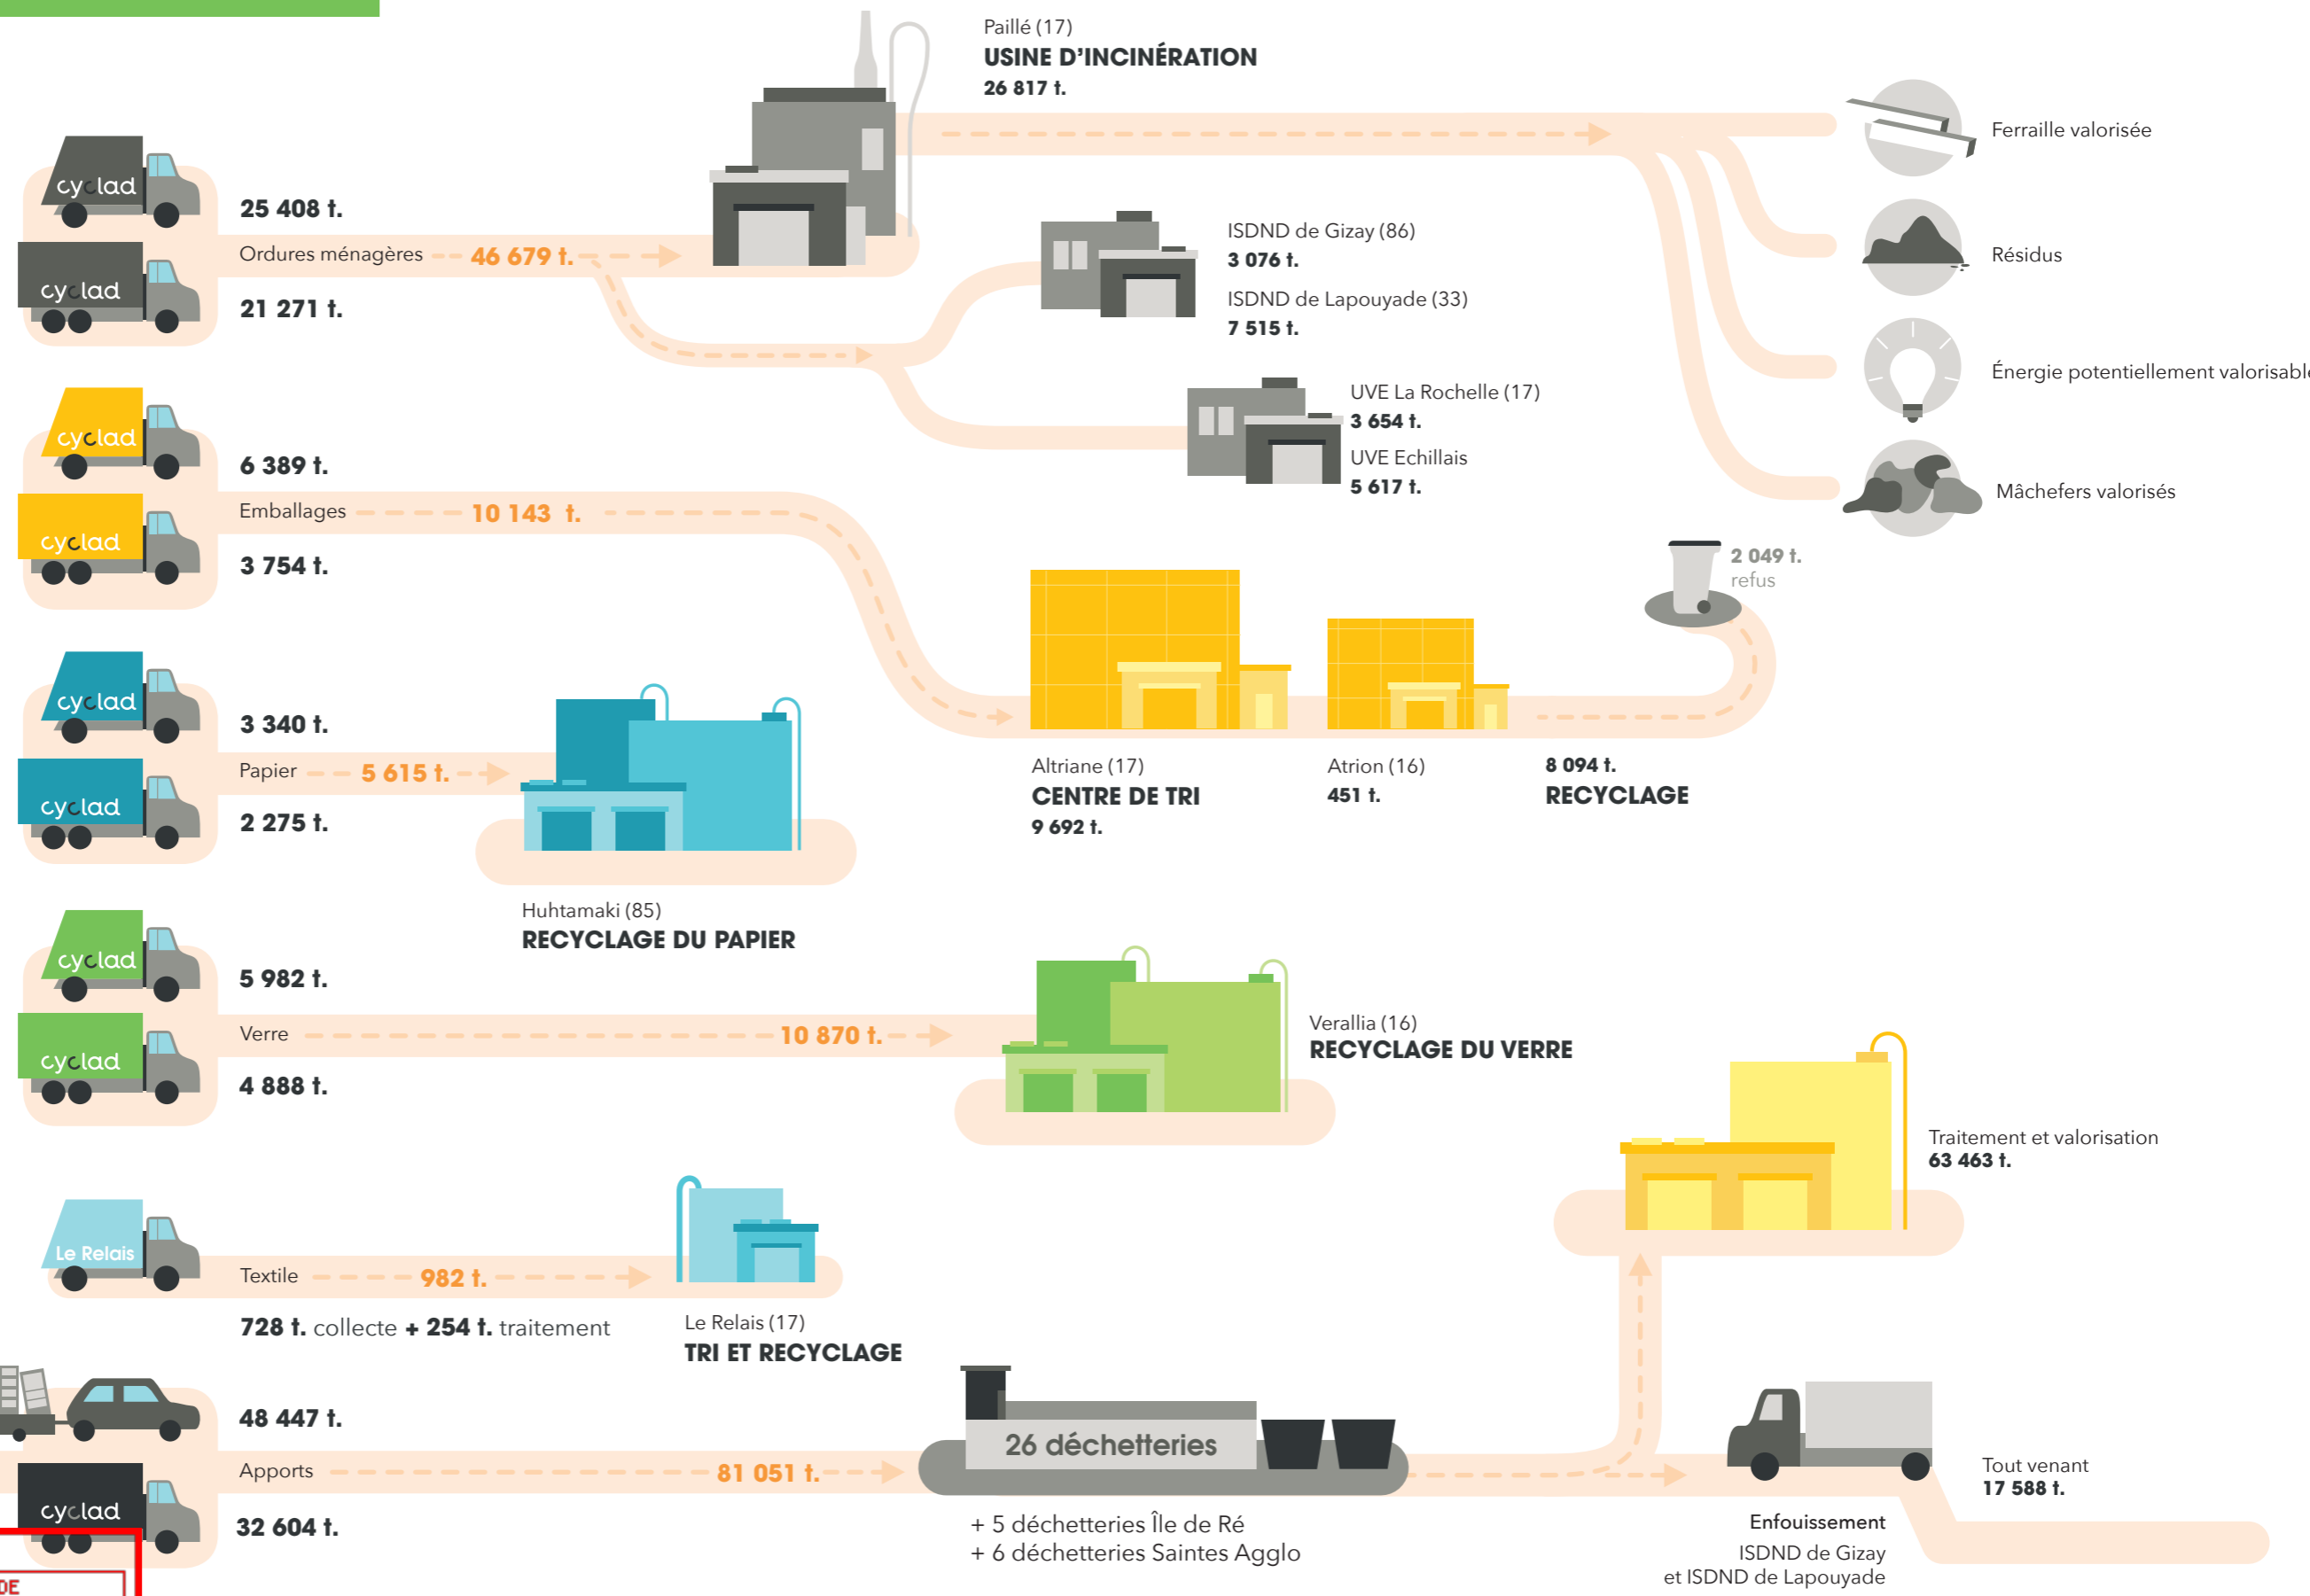 Paillé (17)
USINE D'INCINÉRATION
26 817 t.
Ferraille valorisée
Résidus
Énergie potentiellement valorisable
Mâchefers valorisés
cyclad
25 408 t.
Ordures ménagères
46 679 t.
cyclad
21 271 t.
ISDND de Gizay (86)
3 076 t.
ISDND de Lapouyade (33)
7 515 t.
UVE La Rochelle (17)
3 654 t.
UVE Echillais
5 617 t.
cyclad
6 389 t.
Emballages
10 143 t.
cyclad
3 754 t.
2 049 t.
refus
Altriane (17)
CENTRE DE TRI
9 692 t.
Atrion (16)
451 t.
8 094 t.
RECYCLAGE
cyclad
3 340 t.
Papier
5 615 t.
cyclad
2 275 t.
Huhtamaki (85)
RECYCLAGE DU PAPIER
cyclad
5 982 t.
Verre
10 870 t.
cyclad
4 888 t.
Verallia (16)
RECYCLAGE DU VERRE
Le Relais
Textile
982 t.
728 t. collecte + 254 t. traitement
Le Relais (17)
TRI ET RECYCLAGE
Traitement et valorisation
63 463 t.
48 447 t.
Apports
81 051 t.
cyclad
32 604 t.
26 déchetteries
+ 5 déchetteries Île de Ré
+ 6 déchetteries Saintes Agglo
Tout venant
17 588 t.
Enfouissement
ISDND de Gizay
et ISDND de Lapouyade